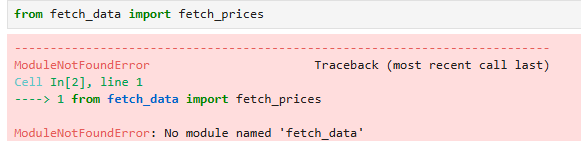 from fetch_data import fetch_prices
---------------------------------------------------------------------------
ModuleNotFoundError                       Traceback (most recent call last)
Cell In[2], line 1
----> 1 from fetch_data import fetch_prices

ModuleNotFoundError: No module named 'fetch_data'